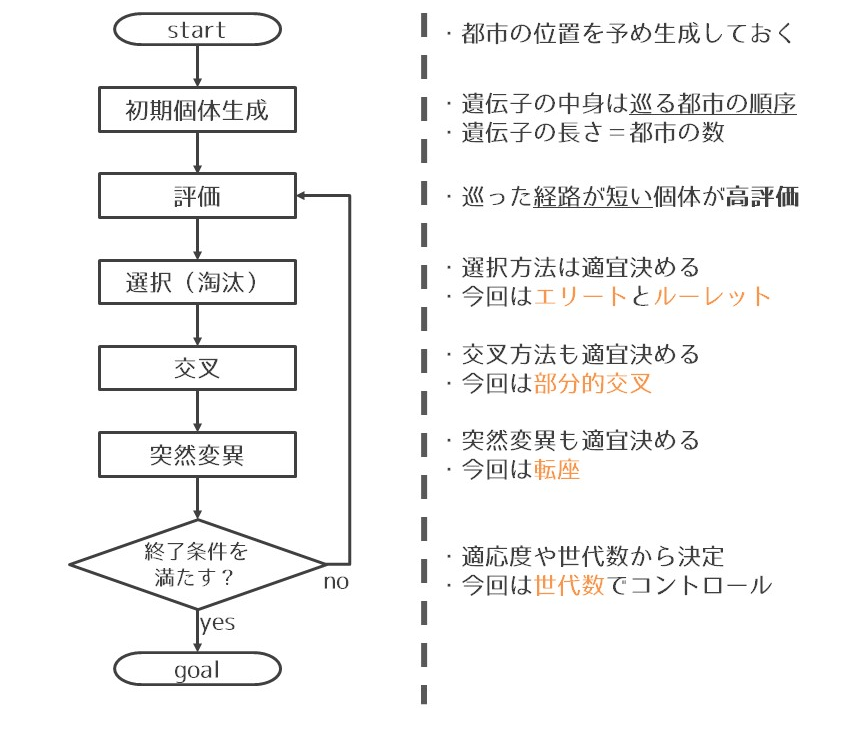 start
・都市の位置を予め生成しておく
初期個体生成
・遺伝子の中身は巡る都市の順序
・遺伝子の長さ＝都市の数
評価
・巡った経路が短い個体が高評価
選択（淘汰）
・選択方法は適宜決める
・今回はエリートとルーレット
交叉
・交叉方法も適宜決める
・今回は部分的交叉
突然変異
・突然変異も適宜決める
・今回は転座
終了条件を
満たす？
no
・適応度や世代数から決定
・今回は世代数でコントロール
yes
goal